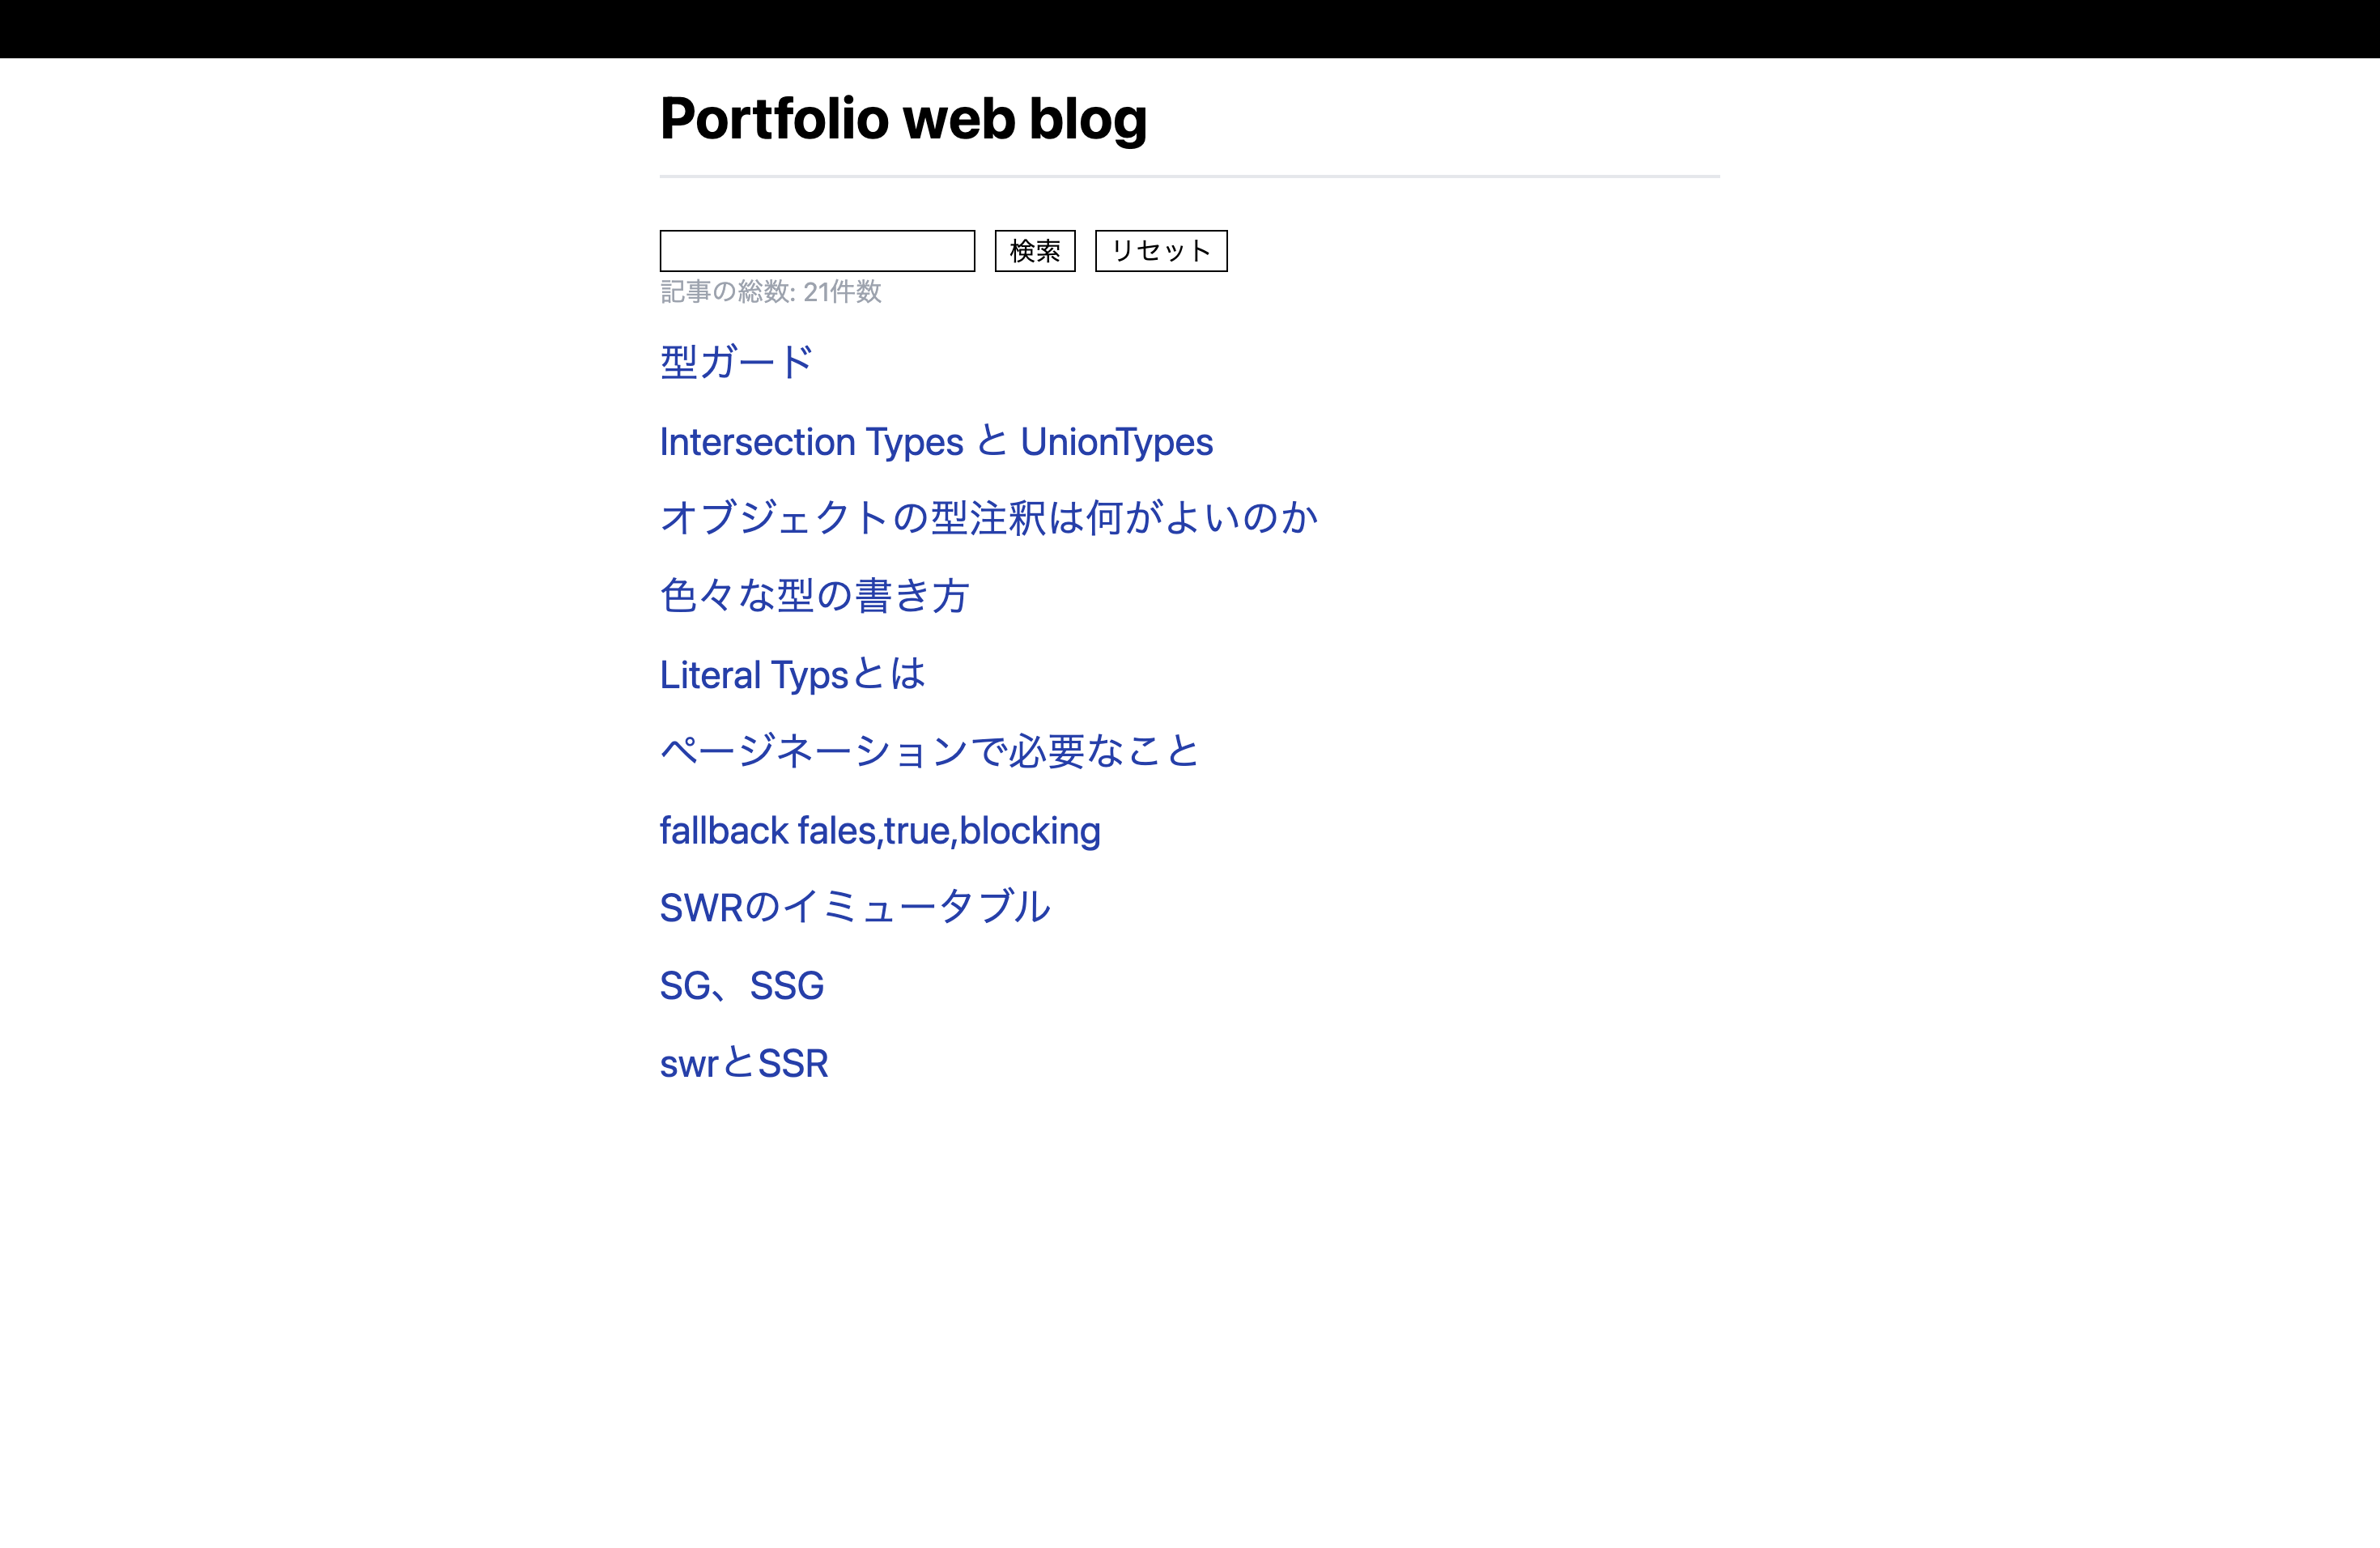 Portfolio web blog
検索 リセット
記事の総数: 21件数
型ガード
Intersection Types と UnionTypes
オブジェクトの型注釈は何がよいのか
色々な型の書き方
Literal Typsとは
ページネーションで必要なこと
fallback fales,true,blocking
SWRのイミュータブル
SG、SSG
swrとSSR